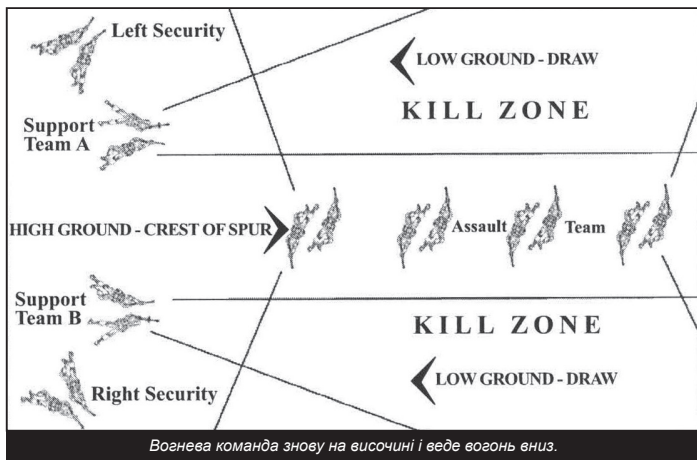 Left Security
LOW GROUND - DRAW
KILL ZONE
Support
Team A
HIGH GROUND - CREST OF SPUR
Assault Team
Support
Team B
KILL ZONE
LOW GROUND - DRAW
Right Security
Вогнева команда знову на височині і веде вогонь вниз.